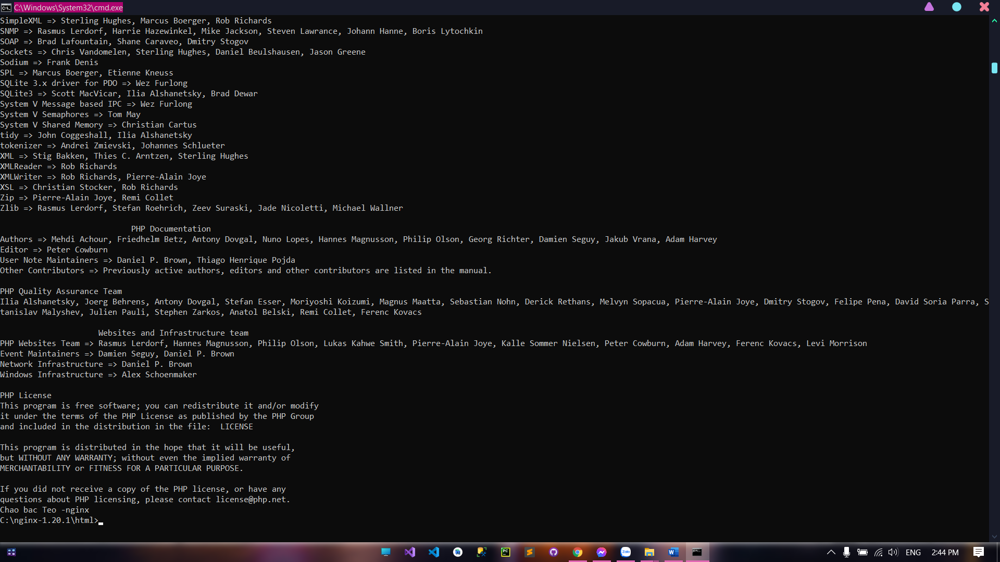 C:\Windows\System32\cmd.exe
SimpleXML => Sterling Hughes, Marcus Boerger, Rob Richards
SNMP => Rasmus Lerdorf, Harrie Hazewinkel, Mike Jackson, Steven Lawrance, Johann Hanne, Boris Lytochkin
SOAP => Brad Lafountain, Shane Caraveo, Dmitry Stogov
Sockets => Chris Vandomelen, Sterling Hughes, Daniel Beulshausen, Jason Greene
Sodium => Frank Denis
SPL => Marcus Boerger, Etienne Kneuss
SQLite 3.x driver for PDO => Wez Furlong
SQLite3 => Scott MacVicar, Ilia Alshanetsky, Brad Dewar
System V Message based IPC => Wez Furlong
System V Semaphores => Tom May
System V Shared Memory => Christian Cartus
tidy => John Coggeshall, Ilia Alshanetsky
tokenizer => Andrei Zmievski, Johannes Schlueter
XML => Stig Bakken, Thies C. Arntzen, Sterling Hughes
XMLReader => Rob Richards
XMLWriter => Rob Richards, Pierre-Alain Joye
XSL => Christian Stocker, Rob Richards
Zip => Pierre-Alain Joye, Remi Collet
Zlib => Rasmus Lerdorf, Stefan Roehrich, Zeev Suraski, Jade Nicoletti, Michael Wallner
PHP Documentation
Authors => Mehdi Achour, Friedhelm Betz, Antony Dovgal, Nuno Lopes, Hannes Magnusson, Philip Olson, Georg Richter, Damien Seguy, Jakub Vrana, Adam Harvey
Editor => Peter Cowburn
User Note Maintainers => Daniel P. Brown, Thiago Henrique Pojda
Other Contributors => Previously active authors, editors and other contributors are listed in the manual.
PHP Quality Assurance Team
Ilia Alshanetsky, Joerg Behrens, Antony Dovgal, Stefan Esser, Moriyoshi Koizumi, Magnus Maatta, Sebastian Nohn, Derick Rethans, Melvyn Sopacua, Pierre-Alain Joye, Dmitry Stogov, Felipe Pena, David Soria Parra, S
tanislav Malyshev, Julien Pauli, Stephen Zarkos, Anatol Belski, Remi Collet, Ferenc Kovacs
Websites and Infrastructure team
PHP Websites Team => Rasmus Lerdorf, Hannes Magnusson, Philip Olson, Lukas Kahwe Smith, Pierre-Alain Joye, Kalle Sommer Nielsen, Peter Cowburn, Adam Harvey, Ferenc Kovacs, Levi Morrison
Event Maintainers => Damien Seguy, Daniel P. Brown
Network Infrastructure => Daniel P. Brown
Windows Infrastructure => Alex Schoenmaker
PHP License
This program is free software; you can redistribute it and/or modify
it under the terms of the PHP License as published by the PHP Group
and included in the distribution in the file:  LICENSE
This program is distributed in the hope that it will be useful,
but WITHOUT ANY WARRANTY; without even the implied warranty of
MERCHANTABILITY or FITNESS FOR A PARTICULAR PURPOSE.
If you did not receive a copy of the PHP license, or have any
questions about PHP licensing, please contact license@php.net.
Chao bac Teo -nginx
C:\nginx-1.20.1\html>
PC
Zalo
W
ENG
2:44 PM